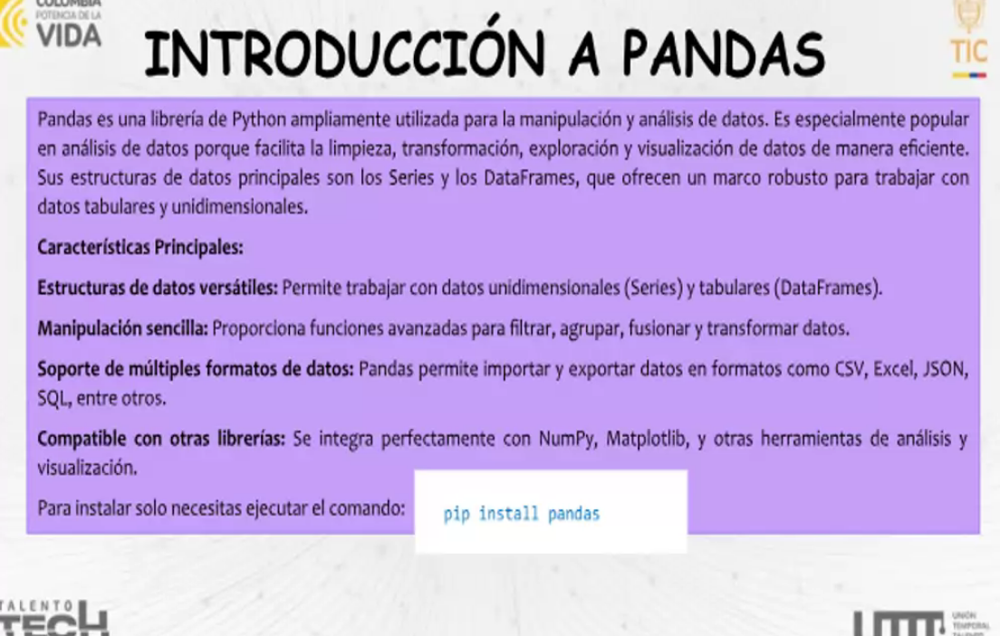 COLOMBIA
POTENCIA DE LA
VIDA
TIC
INTRODUCCIÓN A PANDAS
Pandas es una librería de Python ampliamente utilizada para la manipulación y análisis de datos. Es especialmente popular
en análisis de datos porque facilita la limpieza, transformación, exploración y visualización de datos de manera eficiente.
Sus estructuras de datos principales son los Series y los DataFrames, que ofrecen un marco robusto para trabajar con
datos tabulares y unidimensionales.
Características Principales:
Estructuras de datos versátiles: Permite trabajar con datos unidimensionales (Series) y tabulares (DataFrames).
Manipulación sencilla: Proporciona funciones avanzadas para filtrar, agrupar, fusionar y transformar datos.
Soporte de múltiples formatos de datos: Pandas permite importar y exportar datos en formatos como CSV, Excel, JSON,
SQL, entre otros.
Compatible con otras librerías: Se integra perfectamente con NumPy, Matplotlib, y otras herramientas de análisis y
visualización.
Para instalar solo necesitas ejecutar el comando:
pip install pandas
TALENTO
TECH
UNIÓN
TEMPORAL